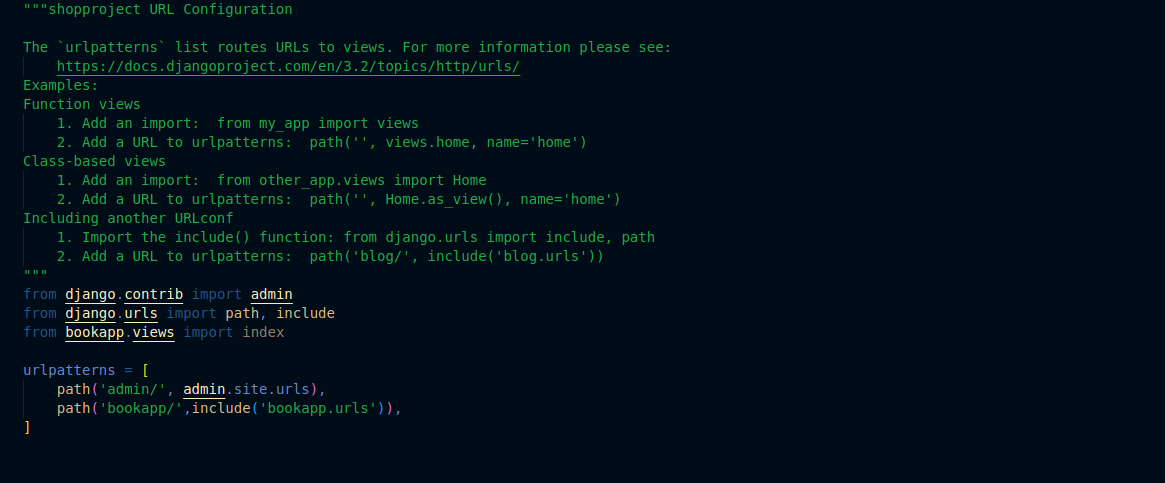 """shopproject URL Configuration

The `urlpatterns` list routes URLs to views. For more information please see:
    https://docs.djangoproject.com/en/3.2/topics/http/urls/
Examples:
Function views
    1. Add an import:  from my_app import views
    2. Add a URL to urlpatterns:  path('', views.home, name='home')
Class-based views
    1. Add an import:  from other_app.views import Home
    2. Add a URL to urlpatterns:  path('', Home.as_view(), name='home')
Including another URLconf
    1. Import the include() function: from django.urls import include, path
    2. Add a URL to urlpatterns:  path('blog/', include('blog.urls'))
"""
from django.contrib import admin
from django.urls import path, include
from bookapp.views import index

urlpatterns = [
    path('admin/', admin.site.urls),
    path('bookapp/',include('bookapp.urls')),
]